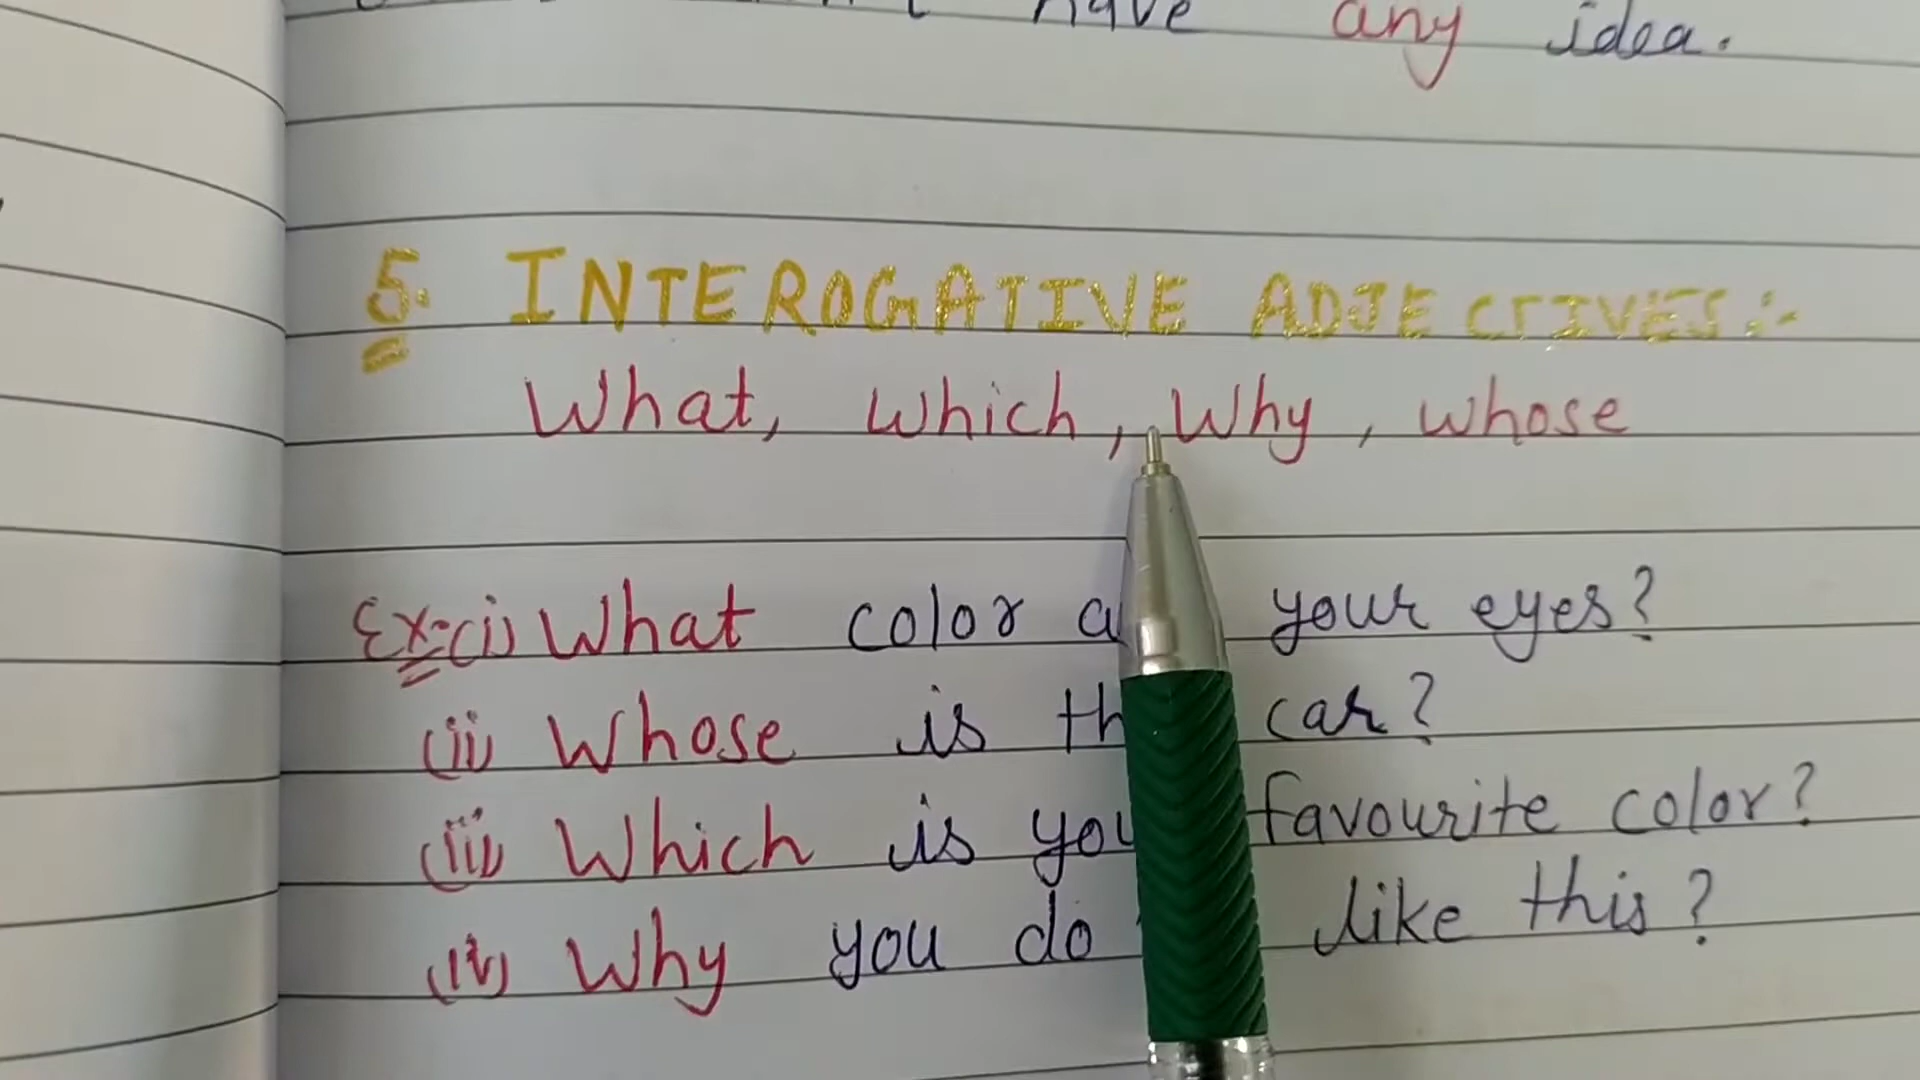 have any idea.
5. INTEROGATIVE ADJECTIVES :-
What, Which, Why, Whose
Ex-(i) What color a your eyes?
(ii) Whose is th car?
(iii) Which is you favourite color?
(iv) Why you do like this?